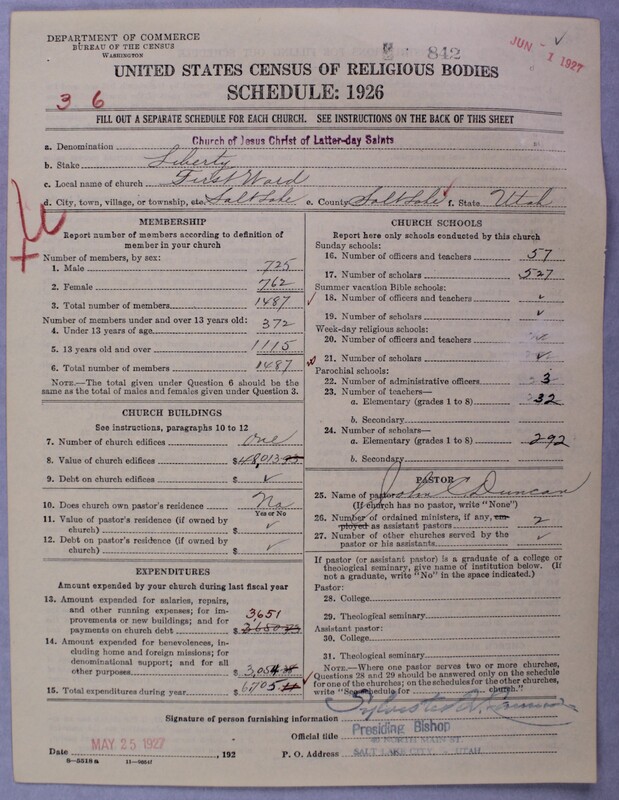 DEPARTMENT OF COMMERCE
BUREAU OF THE CENSUS
WASHINGTON
842
JUN - 1 1927
UNITED STATES CENSUS OF RELIGIOUS BODIES
SCHEDULE: 1926
3 6
FILL OUT A SEPARATE SCHEDULE FOR EACH CHURCH. SEE INSTRUCTIONS ON THE BACK OF THIS SHEET
a. Denomination Church of Jesus Christ of Latter-day Saints
b. Stake Liberty
c. Local name of church First Ward
d. City, town, village, or township, etc. Salt Lake e. County Salt Lake f. State Utah
MEMBERSHIP
Report number of members according to definition of member in your church
Number of members, by sex:
1. Male 725
2. Female 762
3. Total number of members 1487
Number of members under and over 13 years old:
4. Under 13 years of age 372
5. 13 years old and over 1115
6. Total number of members 1487
NOTE.—The total given under Question 6 should be the same as the total of males and females given under Question 3.
CHURCH BUILDINGS
See instructions, paragraphs 10 to 12
7. Number of church edifices one
8. Value of church edifices $48,013
9. Debt on church edifices $ ✓
10. Does church own pastor's residence No
Yes or No
11. Value of pastor's residence (if owned by church) $ ✓
12. Debt on pastor's residence (if owned by church) $ ✓
EXPENDITURES
Amount expended by your church during last fiscal year
13. Amount expended for salaries, repairs, and other running expenses; for improvements or new buildings; and for payments on church debt 3651
14. Amount expended for benevolences, including home and foreign missions; for denominational support; and for all other purposes $3,054
15. Total expenditures during year $6705
CHURCH SCHOOLS
Report here only schools conducted by this church
Sunday schools:
16. Number of officers and teachers 57
17. Number of scholars 527
Summer vacation Bible schools:
18. Number of officers and teachers ✓
19. Number of scholars ✓
Week-day religious schools:
20. Number of officers and teachers ✓
21. Number of scholars ✓
Parochial schools:
22. Number of administrative officers 3
23. Number of teachers—
a. Elementary (grades 1 to 8) 32
b. Secondary
24. Number of scholars—
a. Elementary (grades 1 to 8) 292
b. Secondary
PASTOR
25. Name of pastor John C Duncan
(If church has no pastor, write "None")
26. Number of ordained ministers, if any, employed as assistant pastors 2
27. Number of other churches served by the pastor or his assistants ✓
If pastor (or assistant pastor) is a graduate of a college or theological seminary, give name of institution below. (If not a graduate, write "No" in the space indicated.)
Pastor:
28. College
29. Theological seminary
Assistant pastor:
30. College
31. Theological seminary
NOTE.—Where one pastor serves two or more churches, Questions 28 and 29 should be answered only on the schedule for one of the churches; on the schedules for the other churches, write "See schedule for church."
Signature of person furnishing information
Official title Presiding Bishop
Date MAY 25 1927, 192 P. O. Address 40 NORTH MAIN ST.
SALT LAKE CITY, UTAH
8-5518a 11-96547